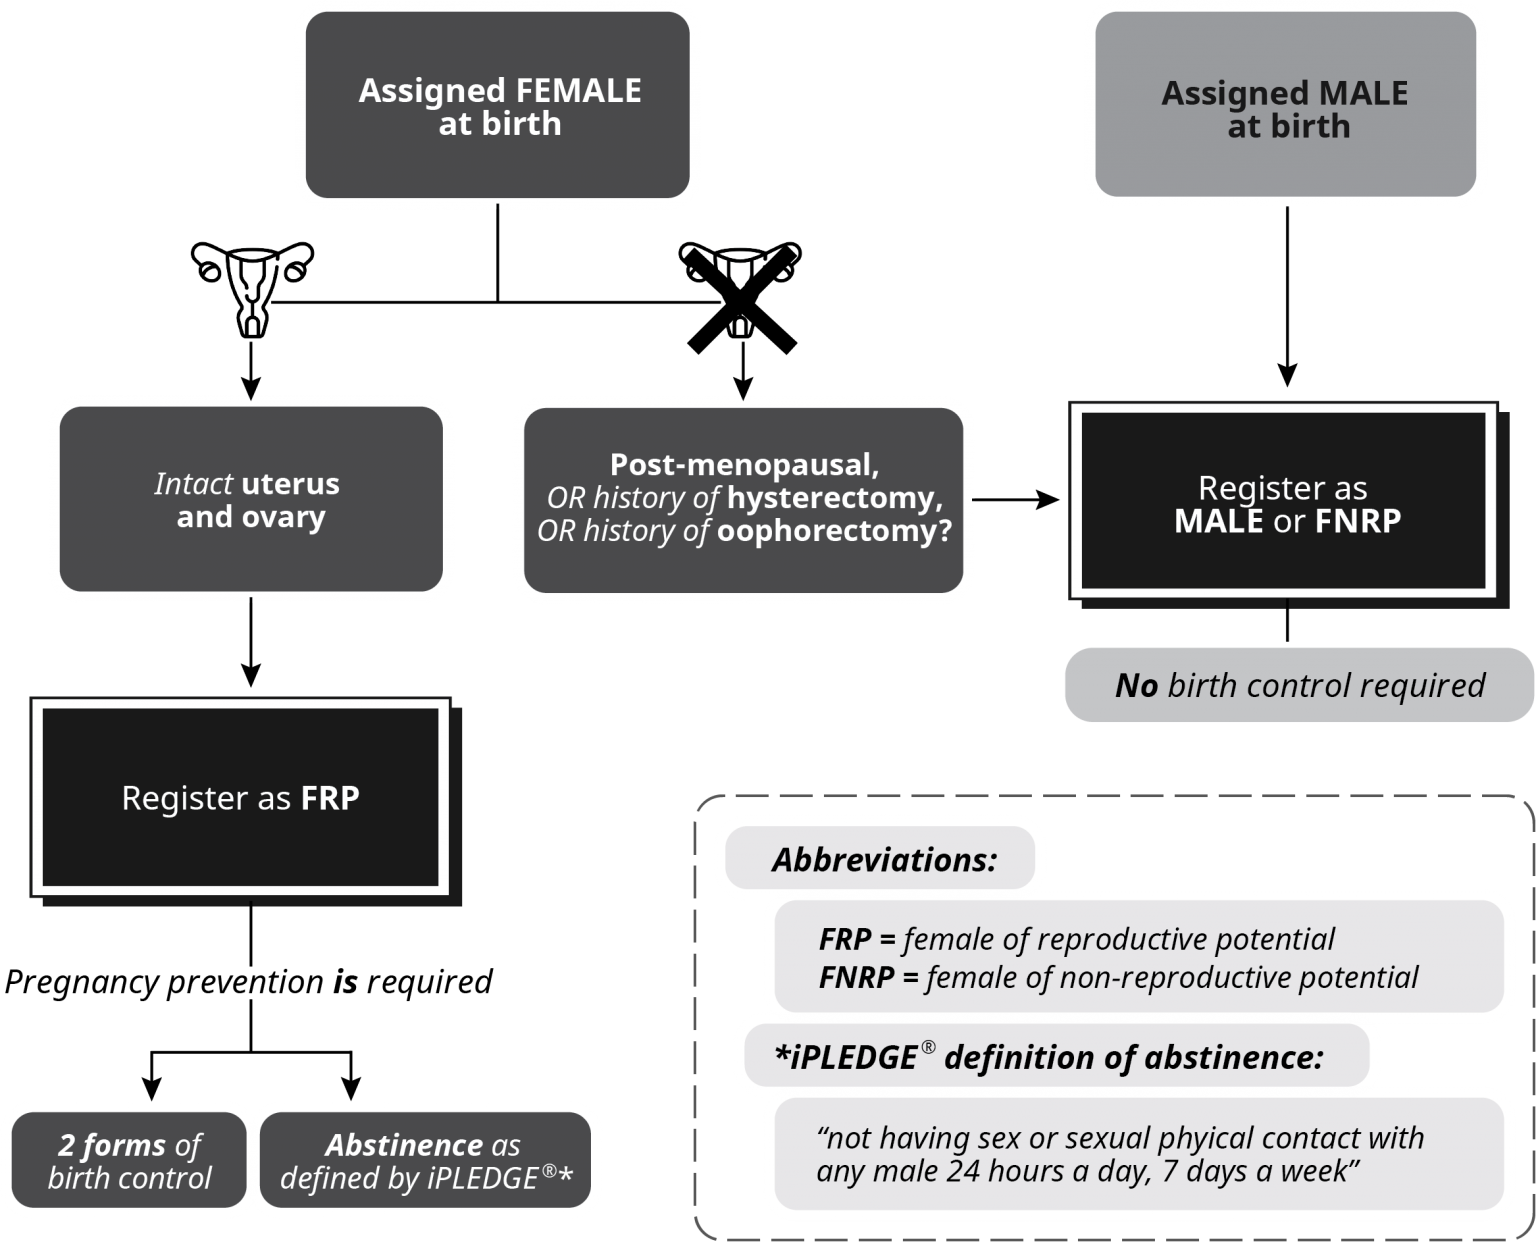 Assigned FEMALE
at birth
Assigned MALE
at birth
Intact uterus
and ovary
Post-menopausal,
OR history of hysterectomy,
OR history of oophorectomy?
Register as
MALE or FNRP
No birth control required
Register as FRP
Pregnancy prevention is required
2 forms of
birth control
Abstinence as
defined by iPLEDGE®*
Abbreviations:
FRP = female of reproductive potential
FNRP = female of non-reproductive potential
*iPLEDGE® definition of abstinence:
“not having sex or sexual phyical contact with
any male 24 hours a day, 7 days a week”